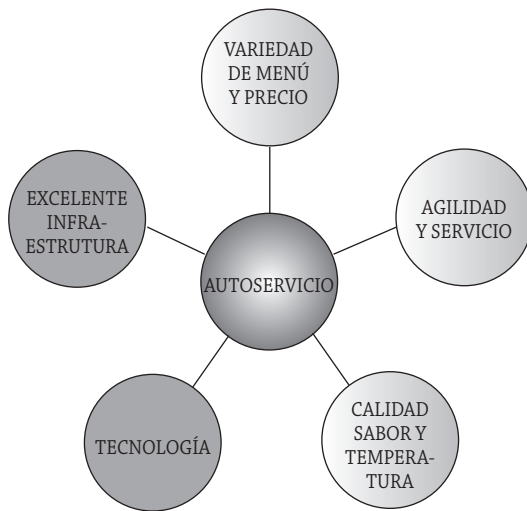 VARIEDAD
DE MENÚ
Y PRECIO
EXCELENTE
INFRA-
ESTRUTURA
AGILIDAD
Y SERVICIO
AUTOSERVICIO
TECNOLOGÍA
CALIDAD
SABOR Y
TEMPERA-
TURA